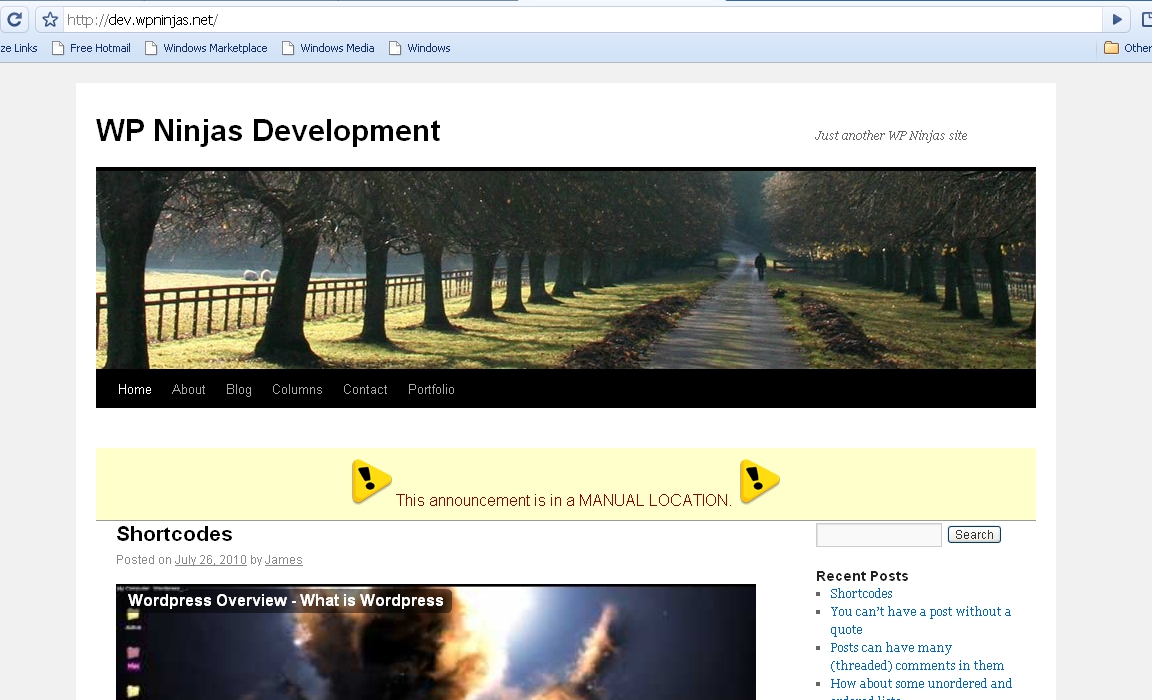 http://dev.wpninjas.net/
ze Links Free Hotmail Windows Marketplace Windows Media Windows Other
WP Ninjas Development
Just another WP Ninjas site
Home About Blog Columns Contact Portfolio
This announcement is in a MANUAL LOCATION.
Shortcodes
Posted on July 26, 2010 by James
Wordpress Overview - What is Wordpress
Search
Recent Posts
Shortcodes
You can't have a post without a
quote
Posts can have many
(threaded) comments in them
How about some unordered and
ordered lists